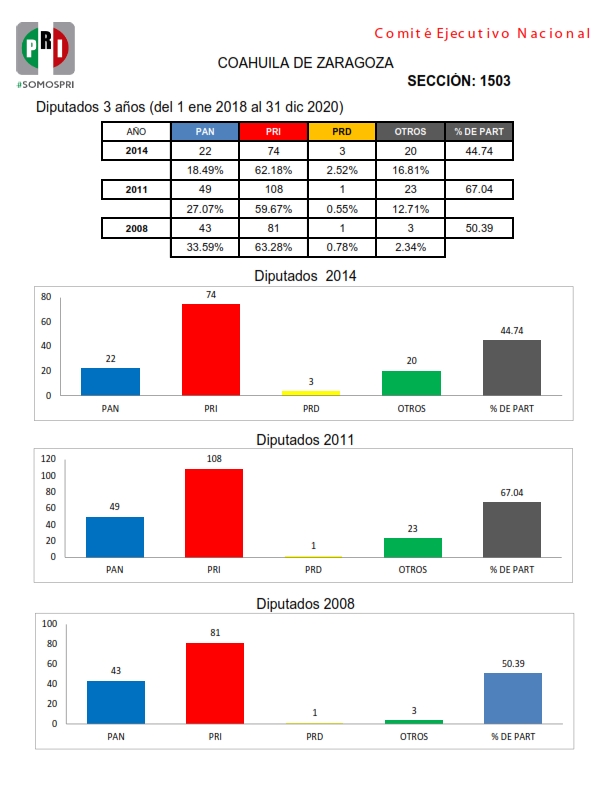 Comité Ejecutivo Nacional
PRI
#SOMOSPRI
COAHUILA DE ZARAGOZA
SECCIÓN: 1503
Diputados 3 años (del 1 ene 2018 al 31 dic 2020)
AÑO PAN PRI PRD OTROS % DE PART
2014 22 74 3 20 44.74
18.49% 62.18% 2.52% 16.81%
2011 49 108 1 23 67.04
27.07% 59.67% 0.55% 12.71%
2008 43 81 1 3 50.39
33.59% 63.28% 0.78% 2.34%
Diputados 2014
80
60
40
20
0
22 74 3 20 44.74
PAN PRI PRD OTROS % DE PART
Diputados 2011
120
100
80
60
40
20
0
49 108 1 23 67.04
PAN PRI PRD OTROS % DE PART
Diputados 2008
100
80
60
40
20
0
43 81 1 3 50.39
PAN PRI PRD OTROS % DE PART